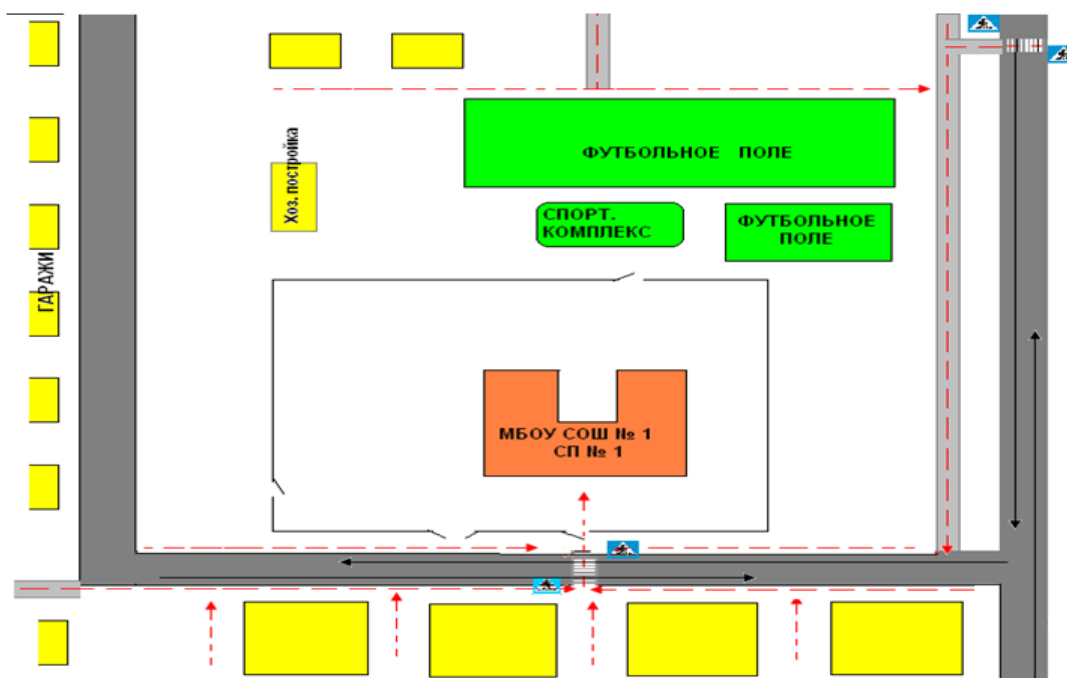 Хоз. постройка
ФУТБОЛЬНОЕ ПОЛЕ
СПОРТ.
КОМПЛЕКС
ФУТБОЛЬНОЕ
ПОЛЕ
ГАРАЖИ
МБОУ СОШ № 1
СП № 1